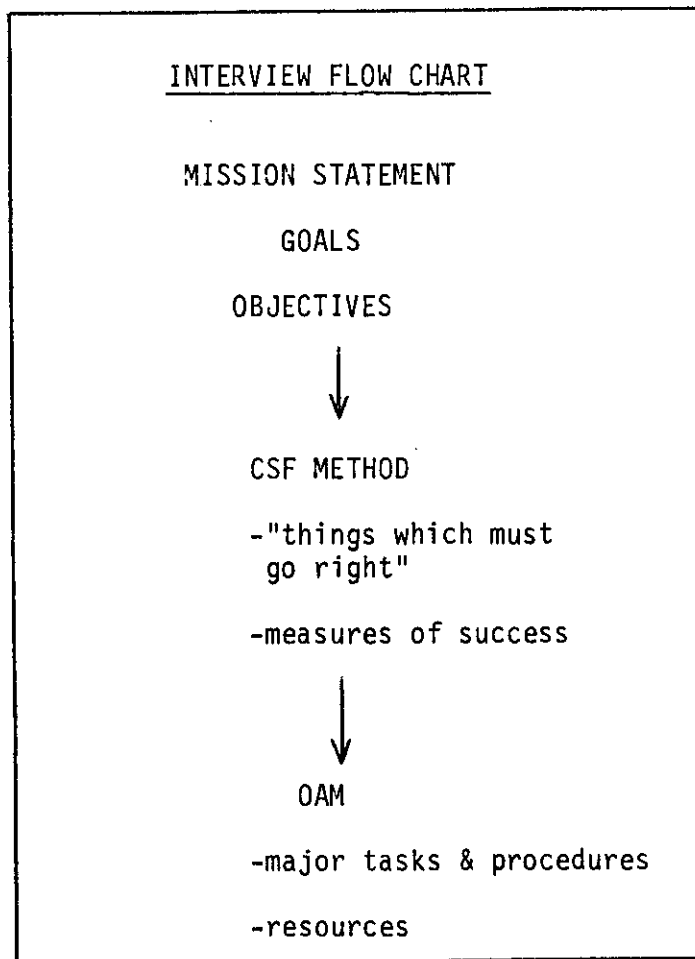 INTERVIEW FLOW CHART
MISSION STATEMENT
GOALS
OBJECTIVES
CSF METHOD
-"things which must
go right"
-measures of success
OAM
-major tasks & procedures
-resources